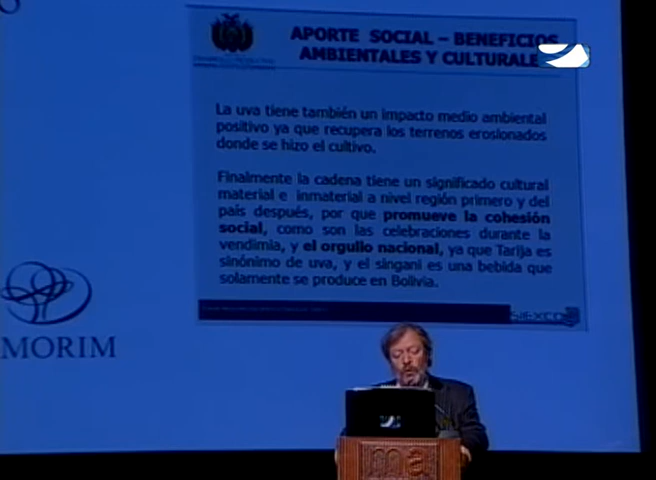 APORTE SOCIAL – BENEFICIOS
AMBIENTALES Y CULTURALES
La uva tiene también un impacto medio ambiental
positivo ya que recupera los terrenos erosionados
donde se hizo el cultivo.
Finalmente la cadena tiene un significado cultural
material e inmaterial a nivel región primero y del
país después, por que promueve la cohesión
social, como son las celebraciones durante la
vendimia, y el orgullo nacional, ya que Tarija es
sinónimo de uva, y el singani es una bebida que
solamente se produce en Bolivia.
SIEXCO
MORIM